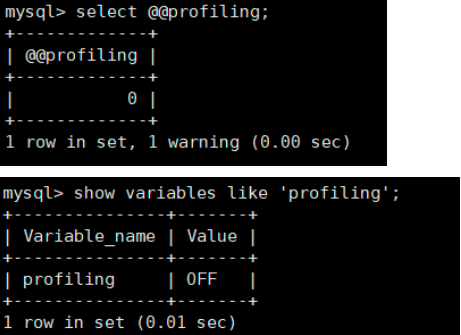 mysql> select @@profiling;
+-------------+
| @@profiling |
+-------------+
|           0 |
+-------------+
1 row in set, 1 warning (0.00 sec)
mysql> show variables like 'profiling';
+---------------+-------+
| Variable_name | Value |
+---------------+-------+
| profiling     | OFF   |
+---------------+-------+
1 row in set (0.01 sec)